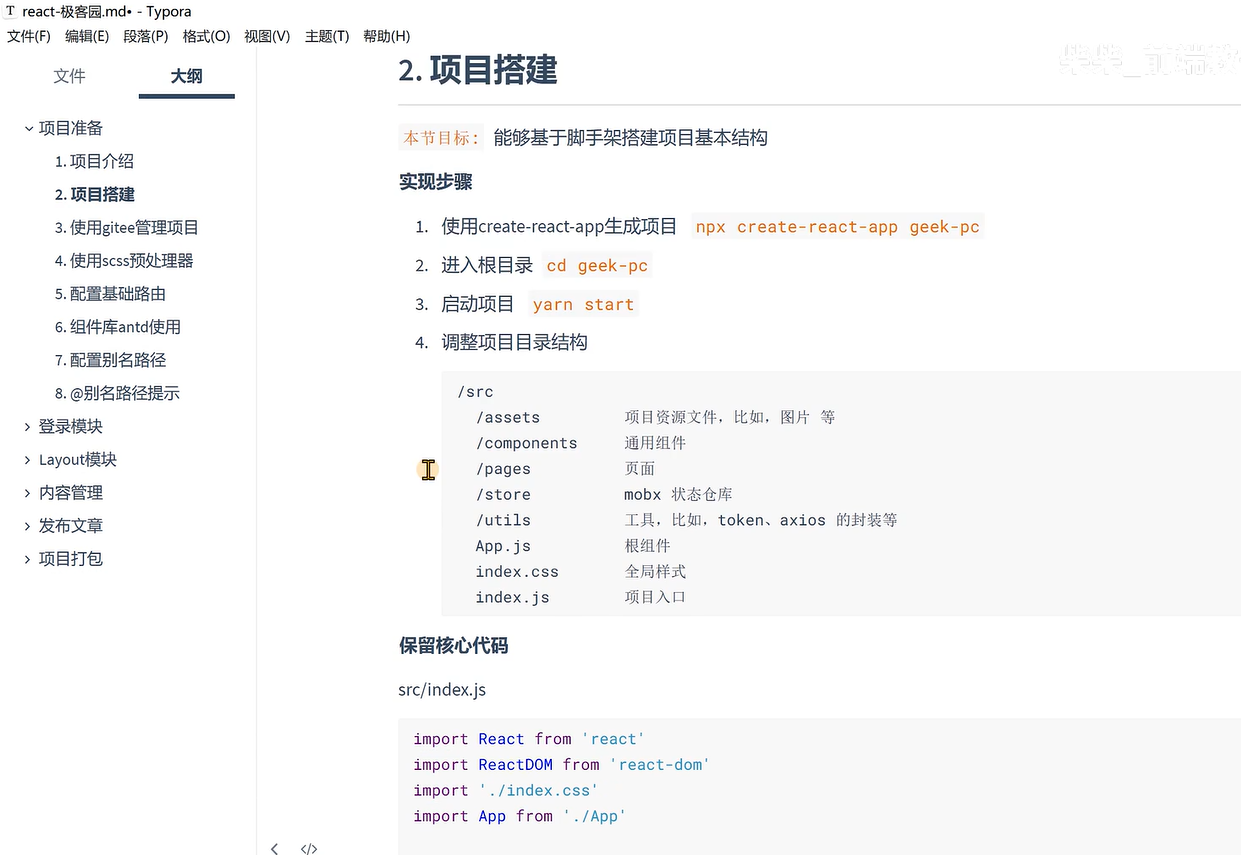 T react-极客园.md• - Typora
文件(F) 编辑(E) 段落(P) 格式(O) 视图(V) 主题(T) 帮助(H)
文件 大纲
项目准备
1. 项目介绍
2. 项目搭建
3. 使用gitee管理项目
4. 使用scss预处理器
5. 配置基础路由
6. 组件库antd使用
7. 配置别名路径
8. @别名路径提示
登录模块
Layout模块
内容管理
发布文章
项目打包
柴柴_前端教
2. 项目搭建
本节目标: 能够基于脚手架搭建项目基本结构
实现步骤
1. 使用create-react-app生成项目 npx create-react-app geek-pc
2. 进入根目录 cd geek-pc
3. 启动项目 yarn start
4. 调整项目目录结构
/src
/assets 项目资源文件，比如，图片 等
/components 通用组件
/pages 页面
/store mobx 状态仓库
/utils 工具，比如，token、axios 的封装等
App.js 根组件
index.css 全局样式
index.js 项目入口
保留核心代码
src/index.js
import React from 'react'
import ReactDOM from 'react-dom'
import './index.css'
import App from './App'